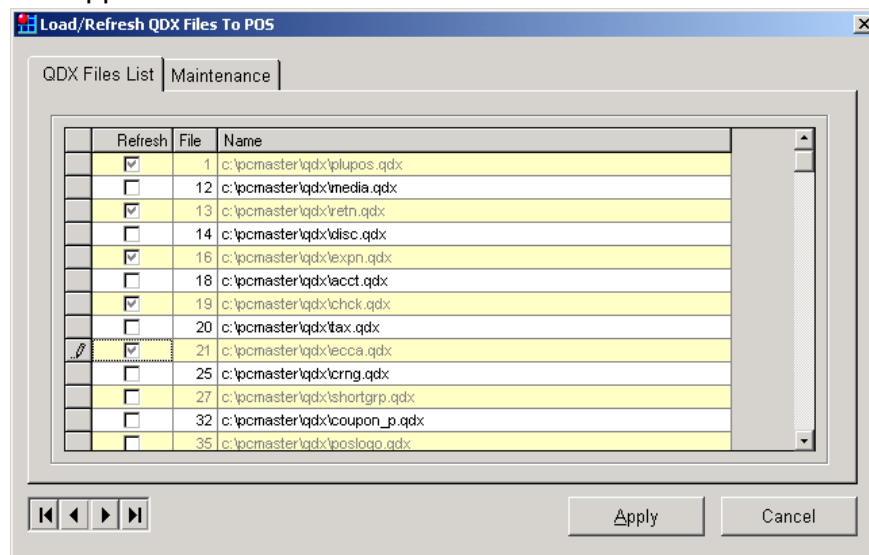 Load/Refresh QDX Files To POS
QDX Files List Maintenance
Refresh File Name
1 c:\pcmaster\qdx\plupos.qdx
12 c:\pcmaster\qdx\media.qdx
13 c:\pcmaster\qdx\retn.qdx
14 c:\pcmaster\qdx\disc.qdx
16 c:\pcmaster\qdx\expn.qdx
18 c:\pcmaster\qdx\acct.qdx
19 c:\pcmaster\qdx\chck.qdx
20 c:\pcmaster\qdx\tax.qdx
21 c:\pcmaster\qdx\ecca.qdx
25 c:\pcmaster\qdx\crng.qdx
27 c:\pcmaster\qdx\shortgrp.qdx
32 c:\pcmaster\qdx\coupon_p.qdx
35 c:\pcmaster\qdx\poslogo.qdx
Apply Cancel